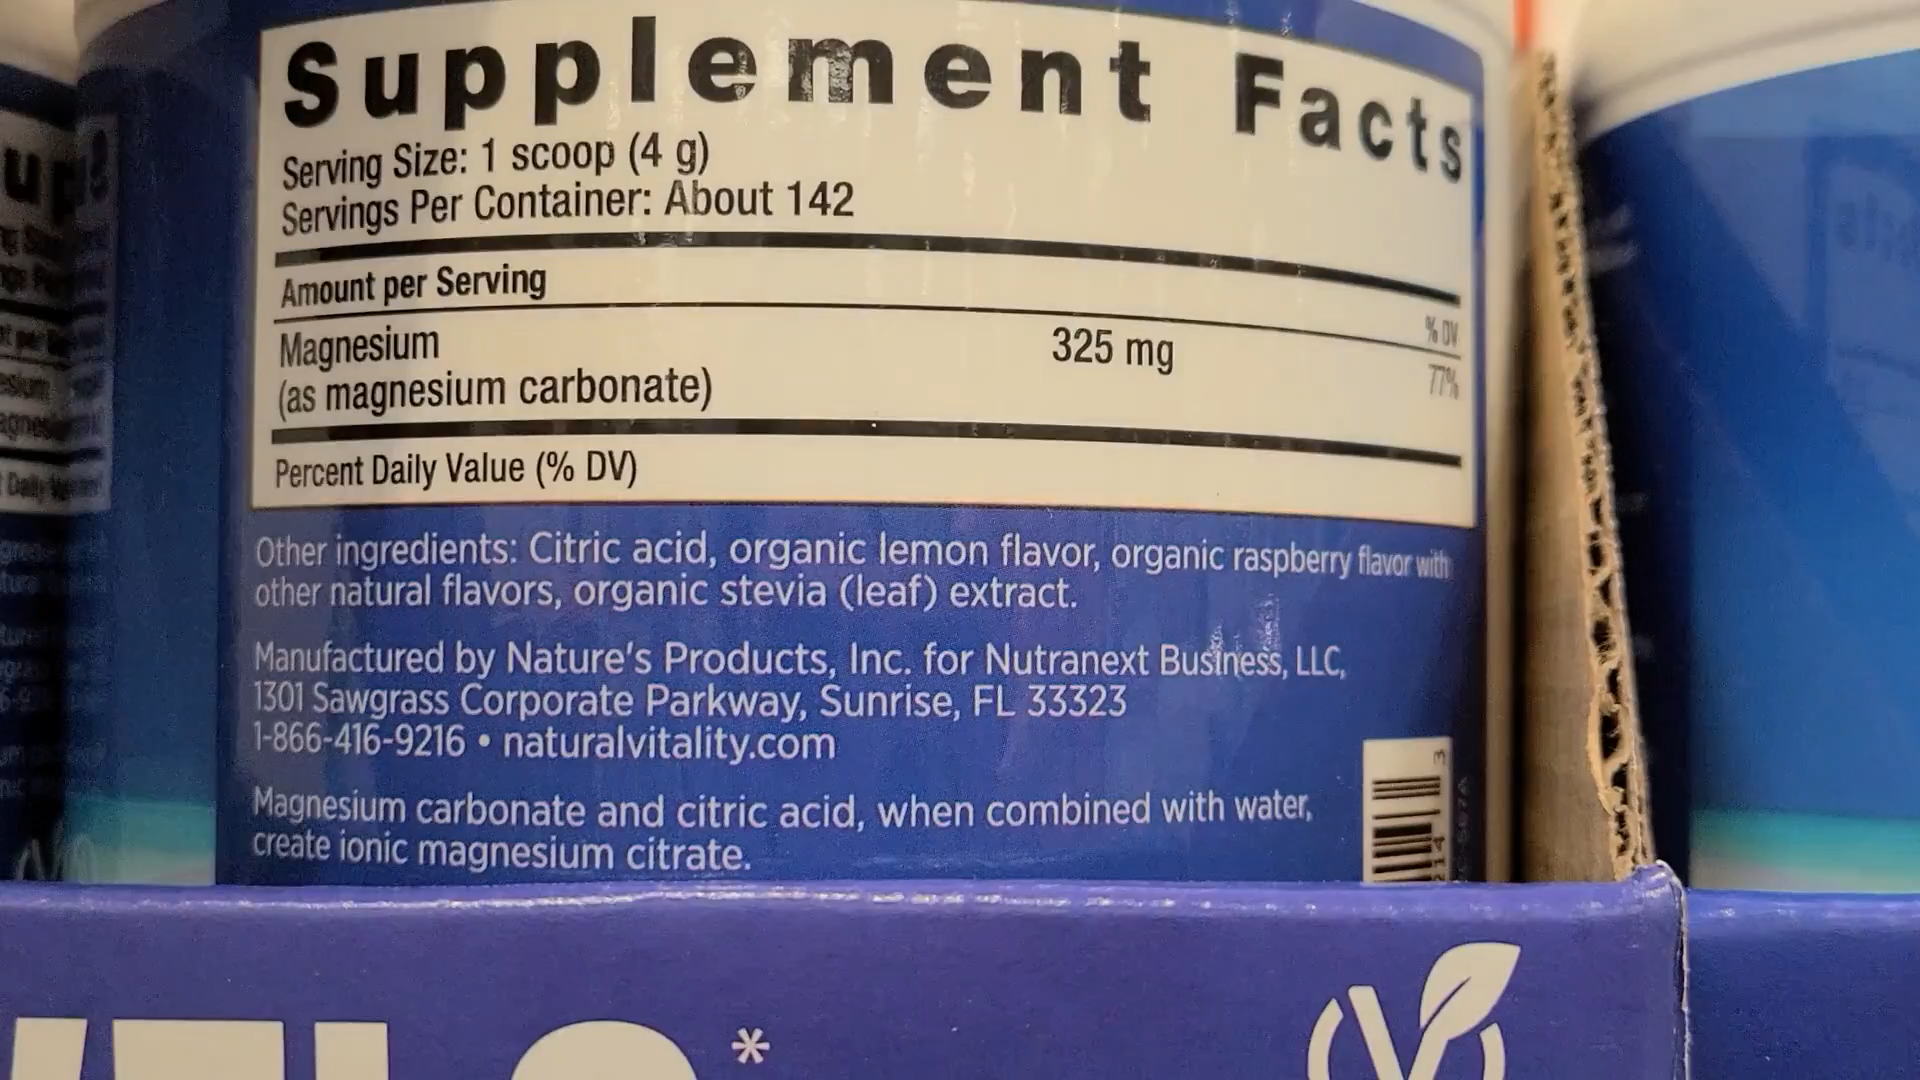 Supplement Facts
Serving Size: 1 scoop (4 g)
Servings Per Container: About 142
Amount per Serving
% DV
Magnesium 325 mg 77%
(as magnesium carbonate)
Percent Daily Value (% DV)
Other ingredients: Citric acid, organic lemon flavor, organic raspberry flavor with
other natural flavors, organic stevia (leaf) extract.
Manufactured by Nature's Products, Inc. for Nutranext Business, LLC,
1301 Sawgrass Corporate Parkway, Sunrise, FL 33323
1-866-416-9216 • naturalvitality.com
Magnesium carbonate and citric acid, when combined with water,
create ionic magnesium citrate.
*